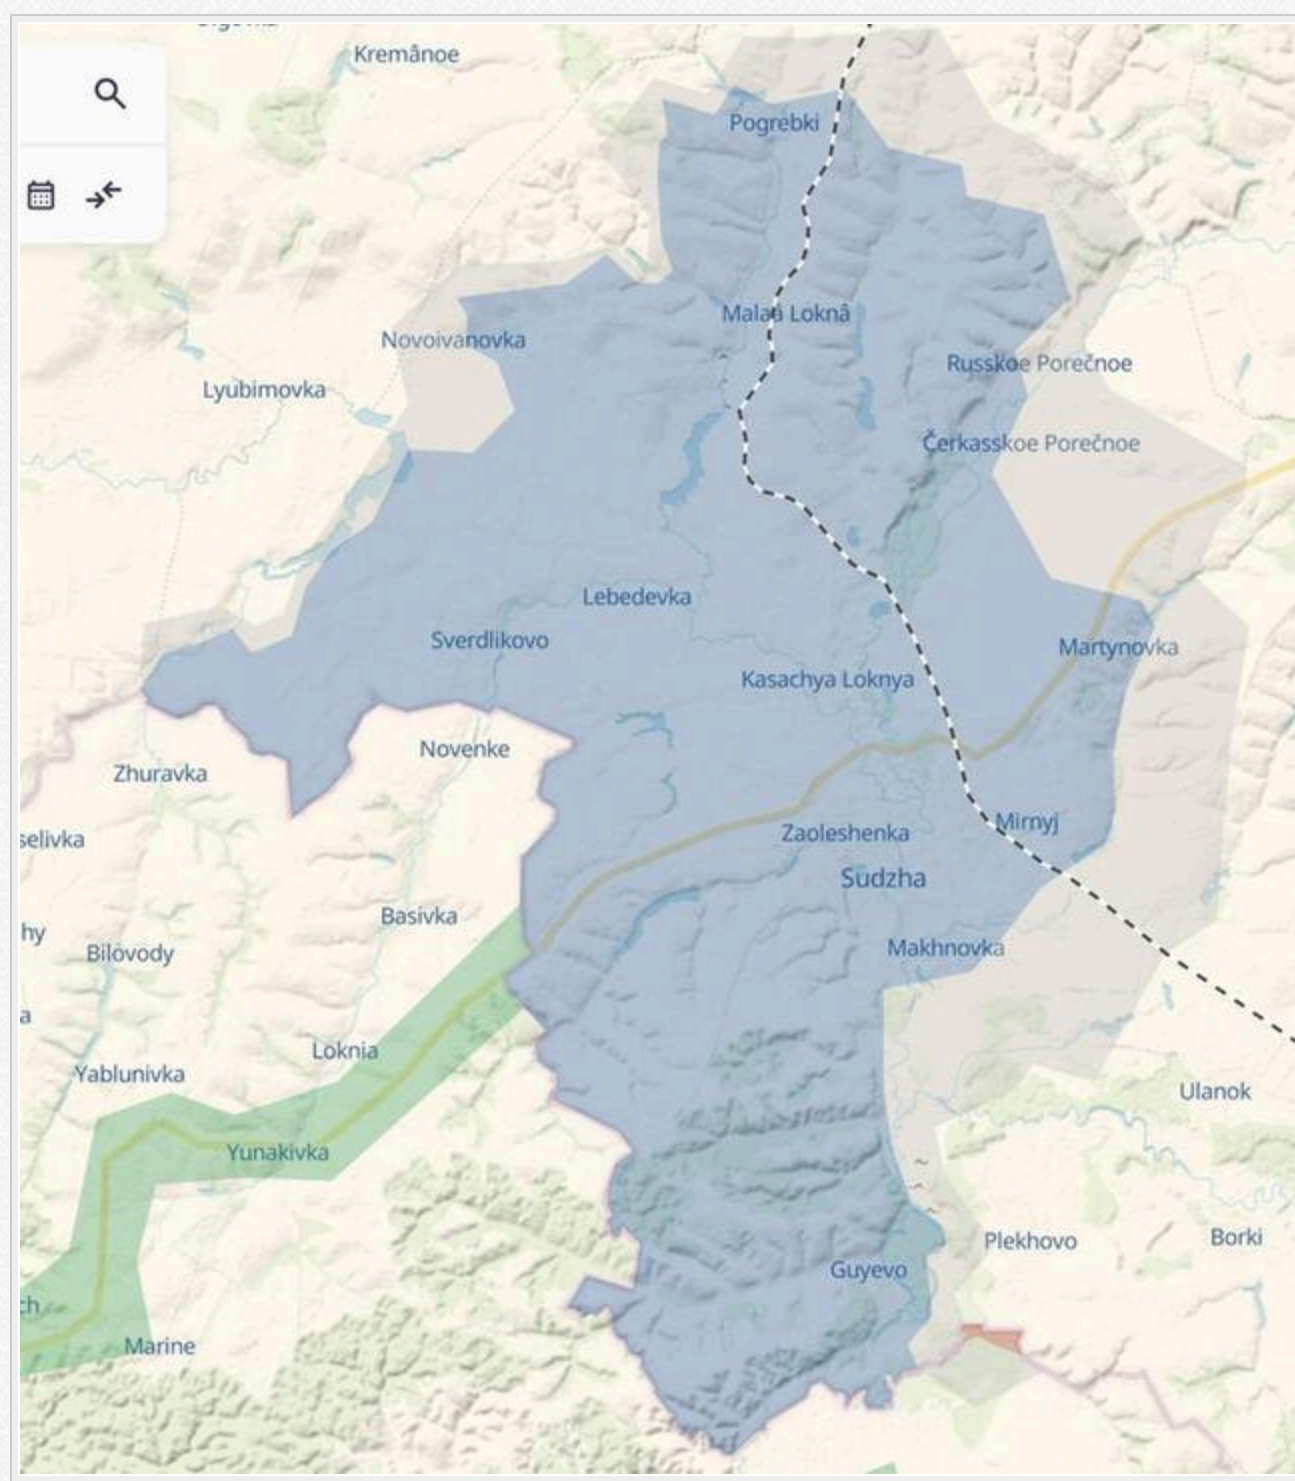 Kremânoe
Pogrebki
Malaâ Loknâ
Novoivanovka
Russkoe Porečnoe
Lyubimovka
Čerkasskoe Porečnoe
Lebedevka
Sverdlikovo
Martynovka
Kasachya Loknya
Novenke
Zhuravka
Mirnyj
Zaoleshenka
selivka
Sudzha
Basivka
hy
Makhnovka
Bilovody
a
Loknia
Yablunivka
Ulanok
Yunakivka
Borki
Plekhovo
Guyevo
ch
Marine